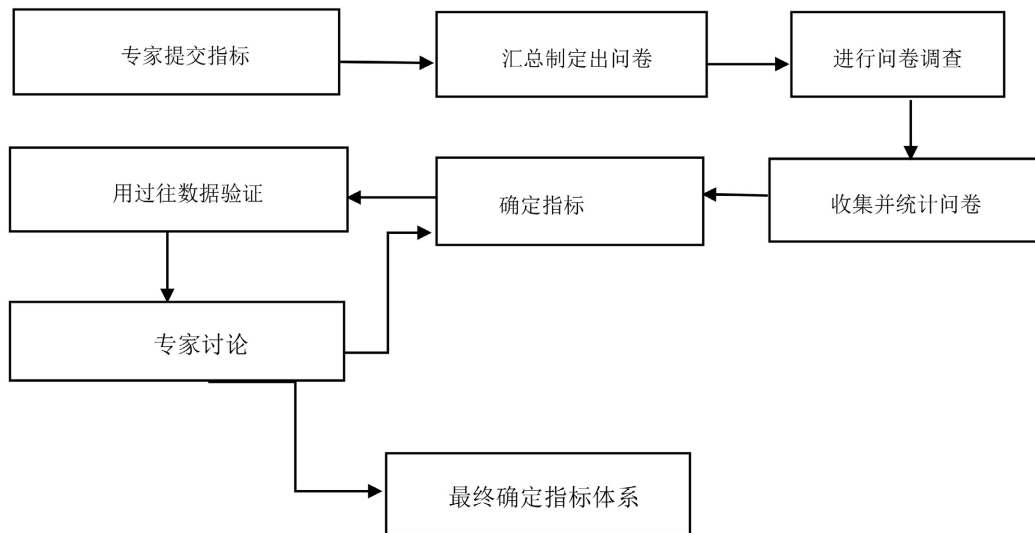 专家提交指标
汇总制定出问卷
进行问卷调查
收集并统计问卷
确定指标
用过往数据验证
专家讨论
最终确定指标体系